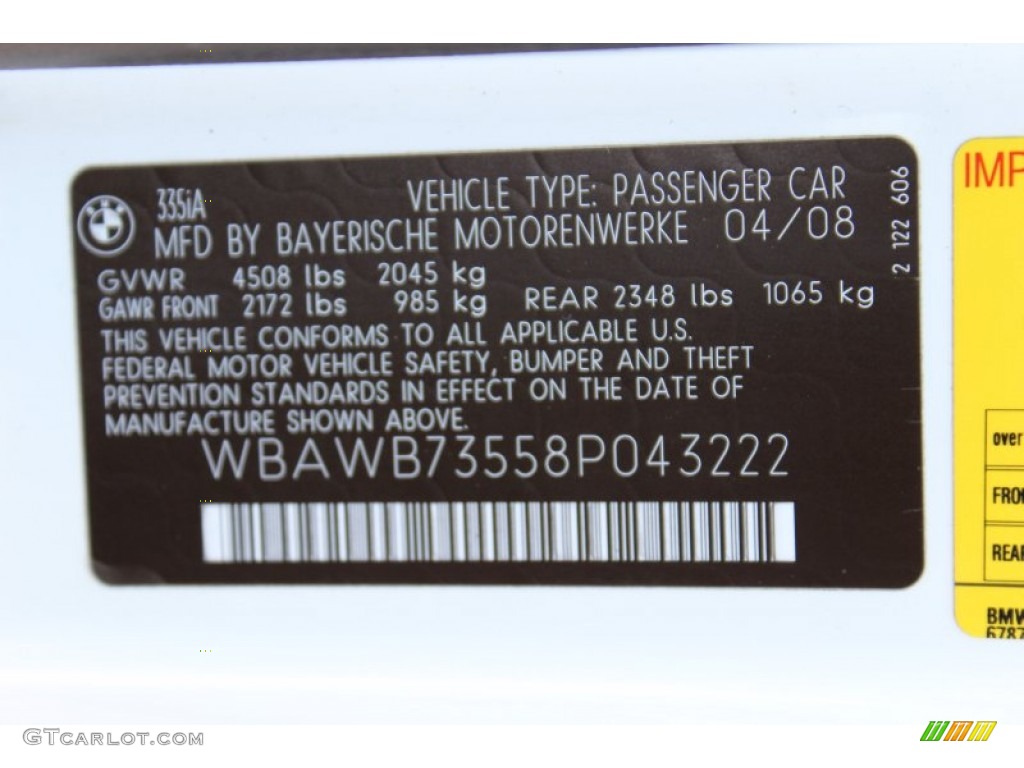 335iA
VEHICLE TYPE: PASSENGER CAR
MFD BY BAYERISCHE MOTORENWERKE 04/08
GVWR 4508 lbs 2045 kg
GAWR FRONT 2172 lbs 985 kg REAR 2348 lbs 1065 kg
THIS VEHICLE CONFORMS TO ALL APPLICABLE U.S.
FEDERAL MOTOR VEHICLE SAFETY, BUMPER AND THEFT
PREVENTION STANDARDS IN EFFECT ON THE DATE OF
MANUFACTURE SHOWN ABOVE.
WBAWB73558P043222
2 122 606
BMW
IMP
over
FRO
REAR
BMW
6787
GTCARLOT.COM